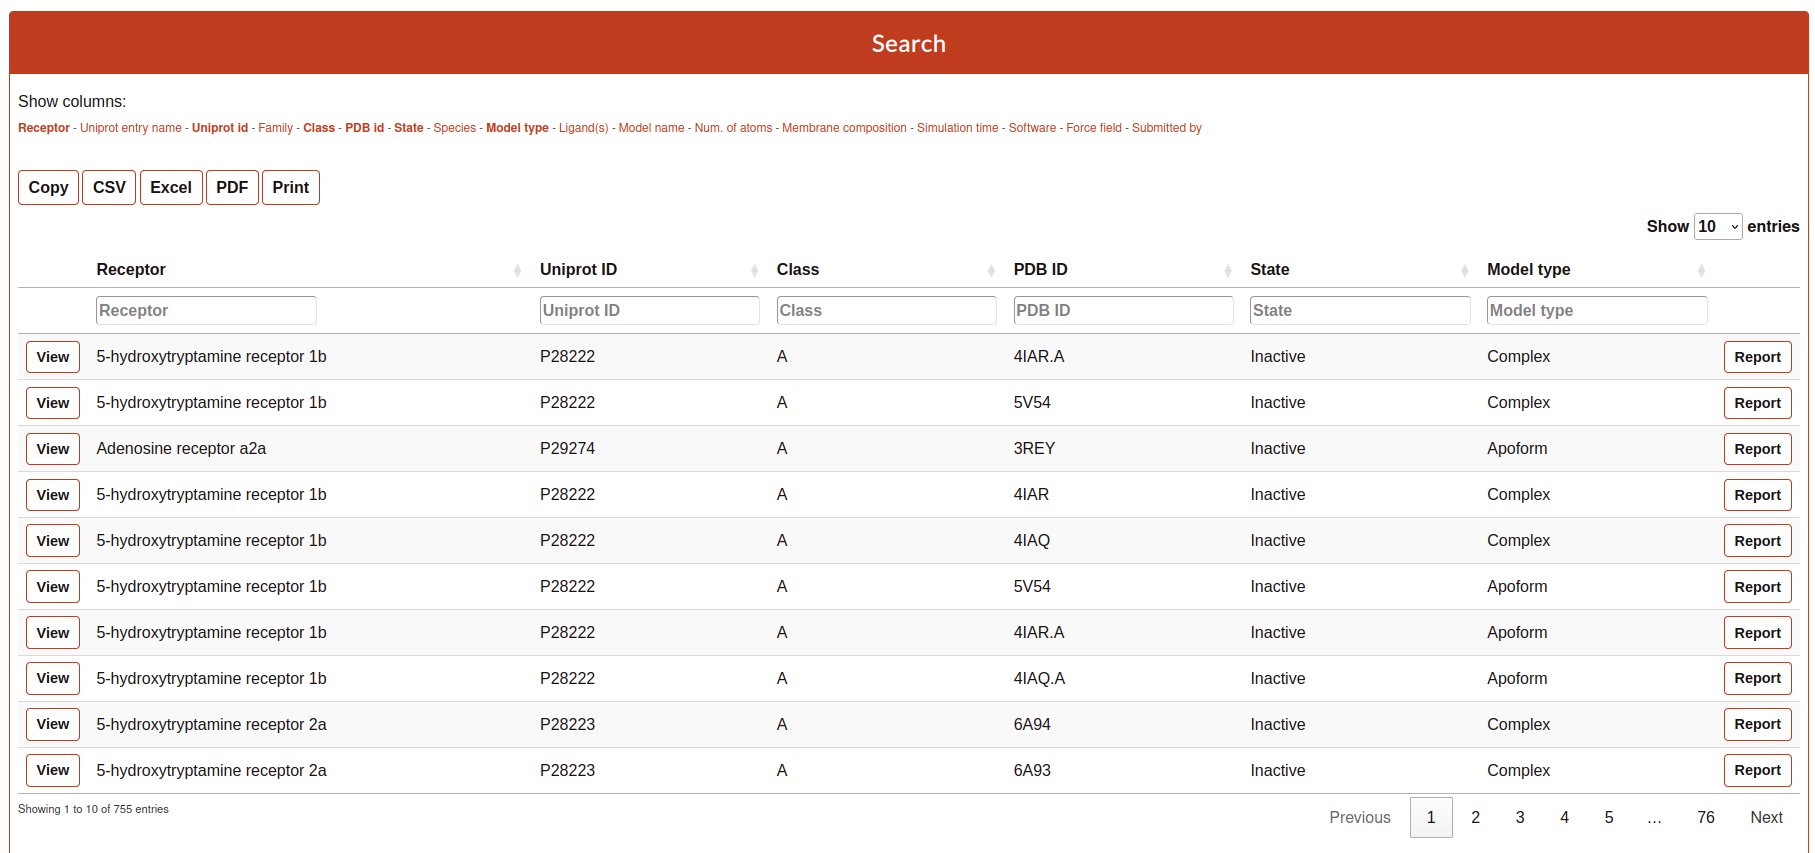 Search
Show columns:
Receptor - Uniprot entry name - Uniprot id - Family - Class - PDB id - State - Species - Model type - Ligand(s) - Model name - Num. of atoms - Membrane composition - Simulation time - Software - Force field - Submitted by
Copy CSV Excel PDF Print
Show 10 entries
Receptor Uniprot ID Class PDB ID State Model type
Receptor Uniprot ID Class PDB ID State Model type
View 5-hydroxytryptamine receptor 1b P28222 A 4IAR.A Inactive Complex Report
View 5-hydroxytryptamine receptor 1b P28222 A 5V54 Inactive Complex Report
View Adenosine receptor a2a P29274 A 3REY Inactive Apoform Report
View 5-hydroxytryptamine receptor 1b P28222 A 4IAR Inactive Complex Report
View 5-hydroxytryptamine receptor 1b P28222 A 4IAQ Inactive Complex Report
View 5-hydroxytryptamine receptor 1b P28222 A 5V54 Inactive Apoform Report
View 5-hydroxytryptamine receptor 1b P28222 A 4IAR.A Inactive Apoform Report
View 5-hydroxytryptamine receptor 1b P28222 A 4IAQ.A Inactive Apoform Report
View 5-hydroxytryptamine receptor 2a P28223 A 6A94 Inactive Complex Report
View 5-hydroxytryptamine receptor 2a P28223 A 6A93 Inactive Complex Report
Showing 1 to 10 of 755 entries
Previous 1 2 3 4 5 … 76 Next